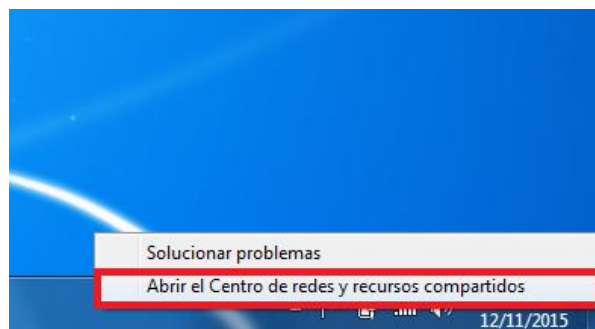 Solucionar problemas
Abrir el Centro de redes y recursos compartidos
12/11/2015